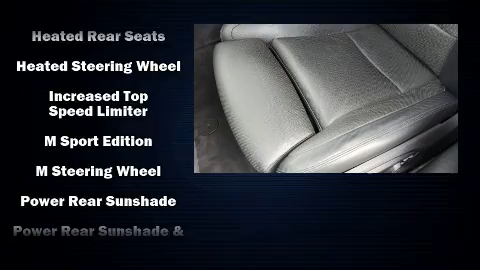 Heated Rear Seats
Heated Steering Wheel
Increased Top
Speed Limiter
M Sport Edition
M Steering Wheel
Power Rear Sunshade
Power Rear Sunshade &